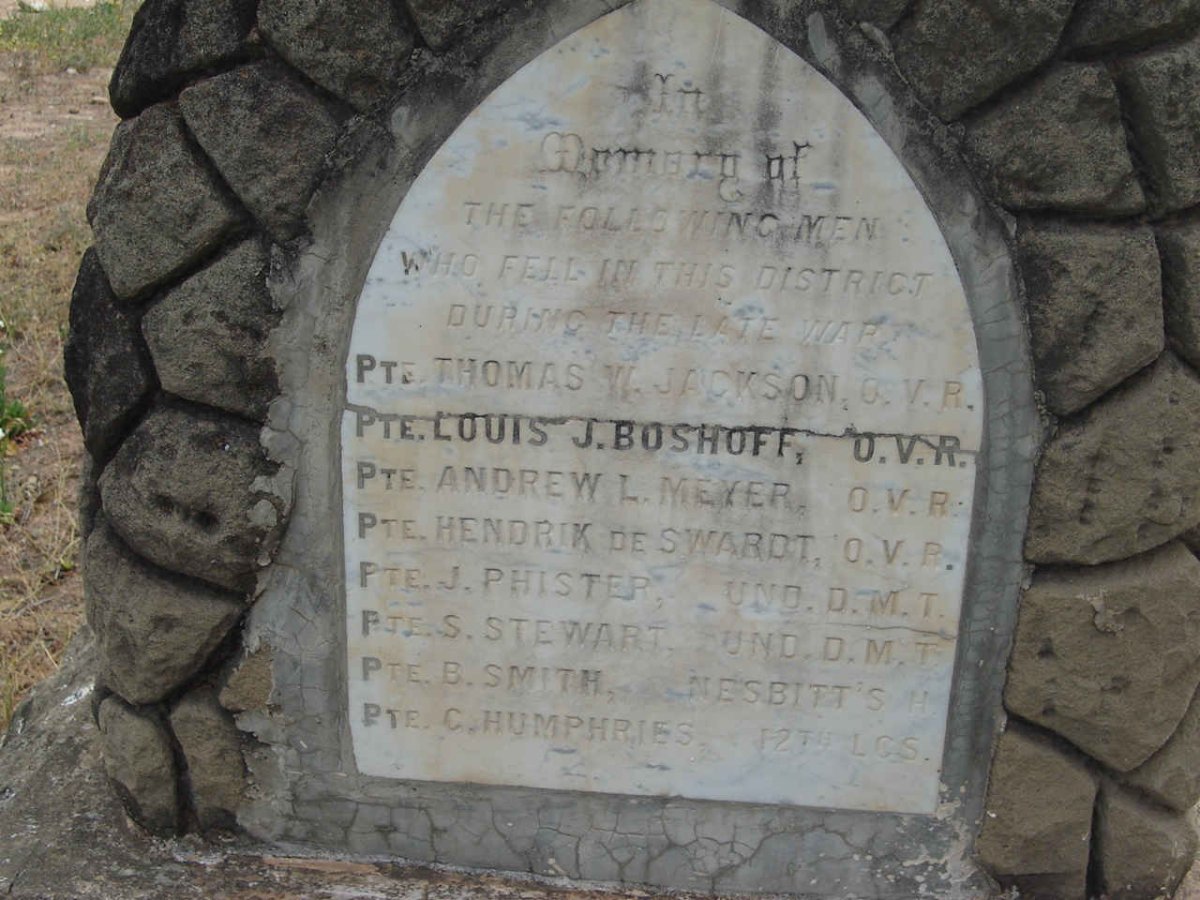 In
Memory of
THE FOLLOWING MEN
WHO FELL IN THIS DISTRICT
DURING THE LATE WAR.
PTE. THOMAS W. JACKSON, O.V.R.
PTE. LOUIS J. BOSHOFF, O.V.R.
PTE. ANDREW L. MEYER, O.V.R.
PTE. HENDRIK DE SWARDT, O.V.R.
PTE. J. PHISTER, UND. D.M.T.
PTE. S. STEWART, UND. D.M.T.
PTE. B. SMITH, NESBITT'S H.
PTE. C. HUMPHRIES, 12TH LCS.